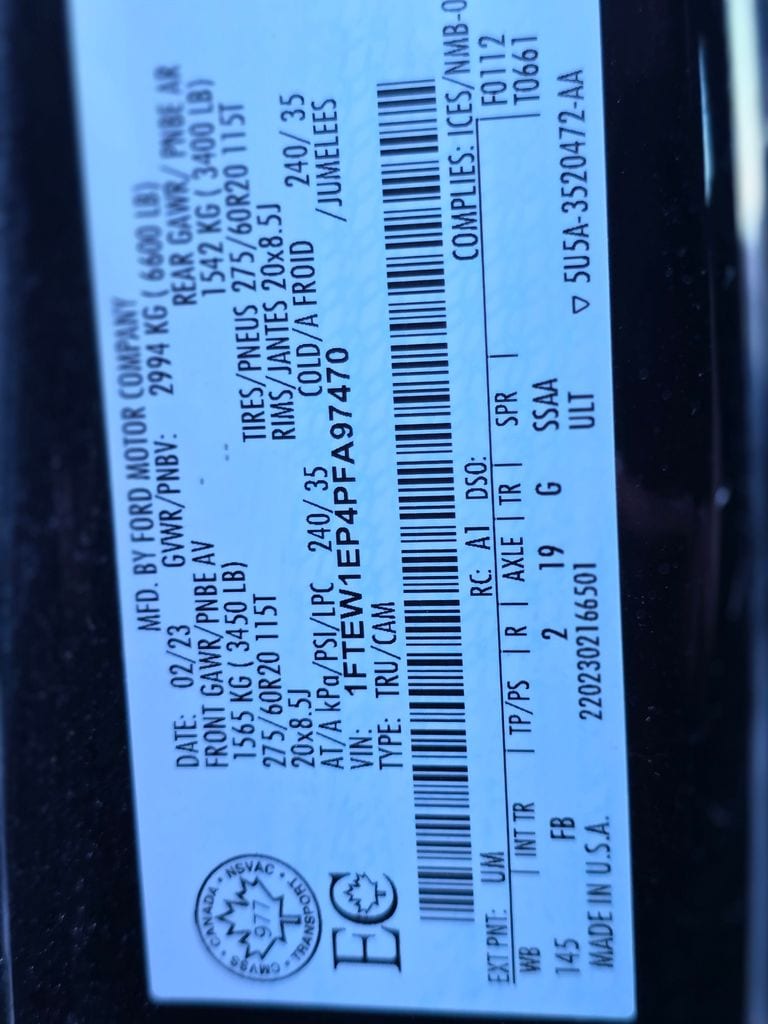 MFD. BY FORD MOTOR COMPANY
DATE: 02/23 GVWR/PNBV: 2994 KG ( 6600 LB)
FRONT GAWR/PNBE AV REAR GAWR/ PNBE AR
1565 KG ( 3450 LB) 1542 KG ( 3400 LB)
275/60R20 115T TIRES/PNEUS 275/60R20 115T
20x8.5J RIMS/JANTES 20x8.5J
AT/A kPa/PSI/LPC 240/ 35 COLD/A FROID 240/ 35
VIN: 1FTEW1EP4PFA97470 /JUMELEES
TYPE: TRU/CAM
CANADA • NSVAC • TRANSPORT • CMVSS •
977
EC
RC: A1 DSO: COMPLIES: ICES/NMB-0
EXT PNT: UM F0112
WB | INT TR | TP/PS | R | AXLE | TR | SPR | T0661
145 FB 2 19 G SSAA
ULT
MADE IN U.S.A. 2202302166501 ▽ 5U5A-3520472-AA